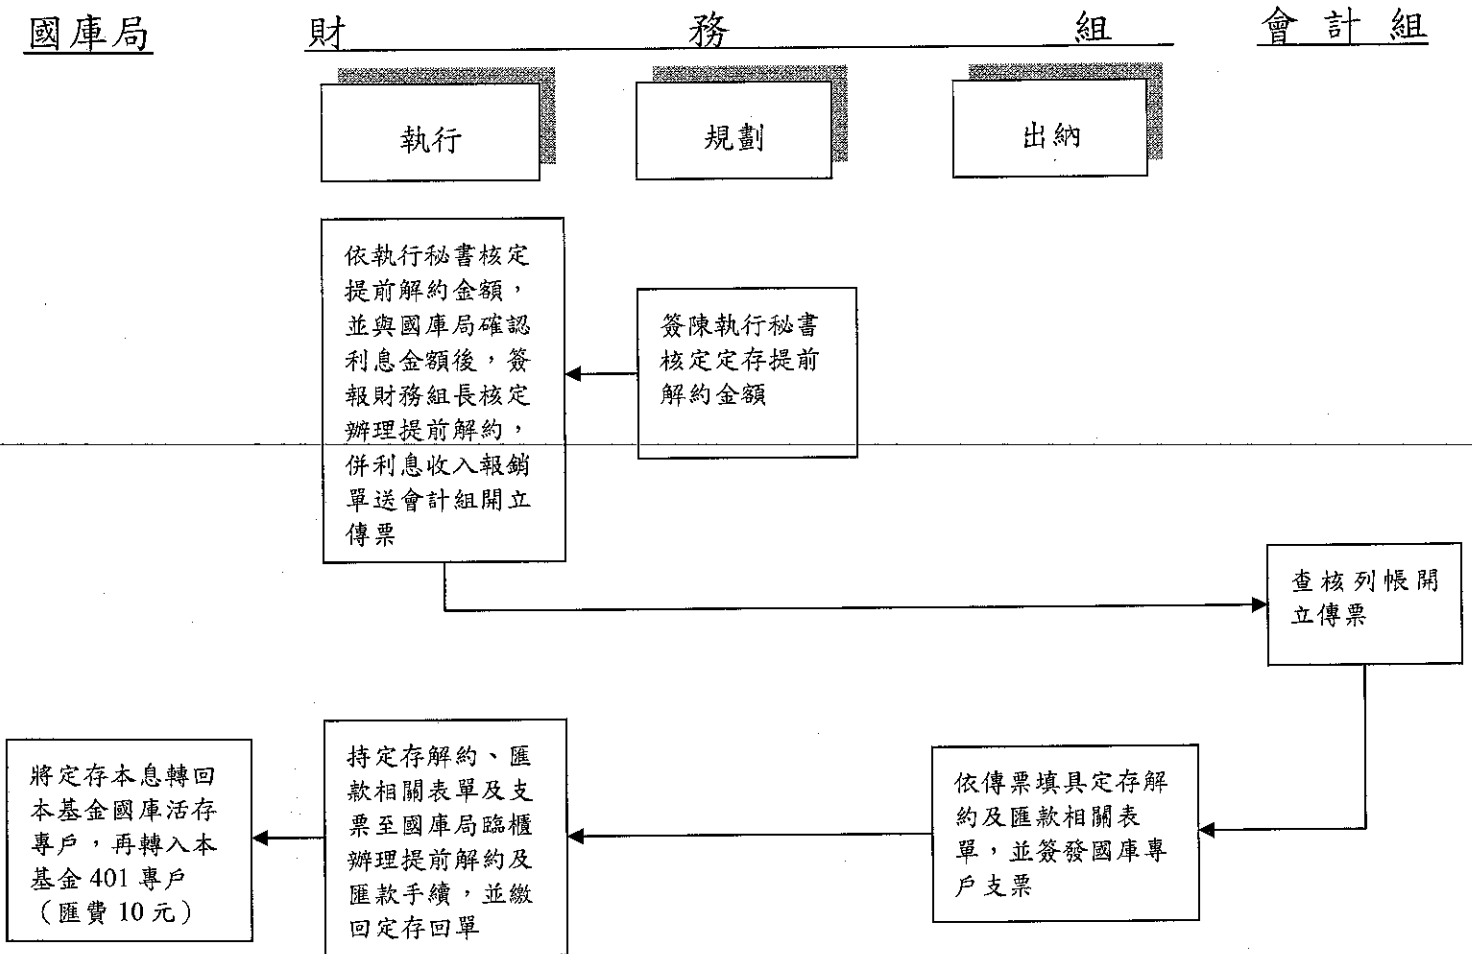 國庫局
財務組
會計組
執行
規劃
出納
依執行秘書核定
提前解約金額，
並與國庫局確認
利息金額後，簽
報財務組長核定
辦理提前解約，
併利息收入報銷
單送會計組開立
傳票
簽陳執行秘書
核定定存提前
解約金額
查核列帳開
立傳票
將定存本息轉回
本基金國庫活存
專戶，再轉入本
基金 401 專戶
（匯費 10 元）
持定存解約、匯
款相關表單及支
票至國庫局臨櫃
辦理提前解約及
匯款手續，並繳
回定存回單
依傳票填具定存解
約及匯款相關表
單，並簽發國庫專
戶支票